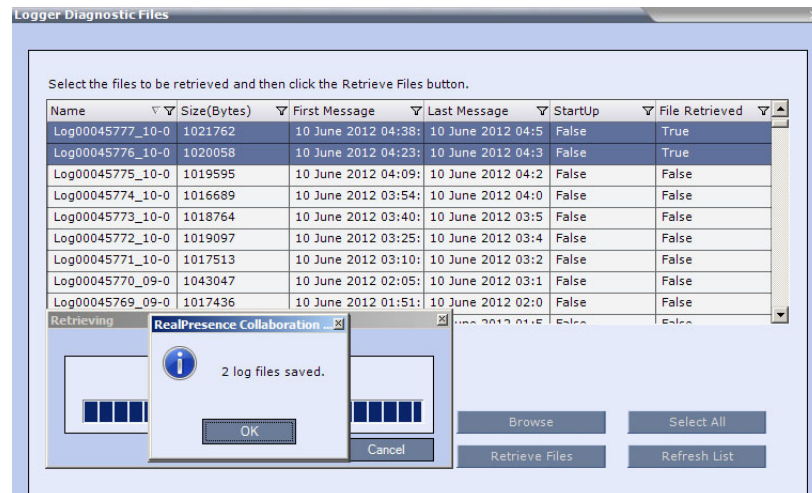 Logger Diagnostic Files
Select the files to be retrieved and then click the Retrieve Files button.
Name Size(Bytes) First Message Last Message StartUp File Retrieved
Log00045777_10-0 1021762 10 June 2012 04:38: 10 June 2012 04:5 False True
Log00045776_10-0 1020058 10 June 2012 04:23: 10 June 2012 04:3 False True
Log00045775_10-0 1019595 10 June 2012 04:09: 10 June 2012 04:2 False False
Log00045774_10-0 1016689 10 June 2012 03:54: 10 June 2012 04:0 False False
Log00045773_10-0 1018764 10 June 2012 03:40: 10 June 2012 03:5 False False
Log00045772_10-0 1019097 10 June 2012 03:25: 10 June 2012 03:4 False False
Log00045771_10-0 1017513 10 June 2012 03:10: 10 June 2012 03:2 False False
Log00045770_09-0 1043047 10 June 2012 02:05: 10 June 2012 03:1 False False
Log00045769_09-0 1017436 10 June 2012 01:51: 10 June 2012 02:0 False False
Retrieving
RealPresence Collaboration ...
2 log files saved.
OK
Cancel
Browse Select All
Retrieve Files Refresh List